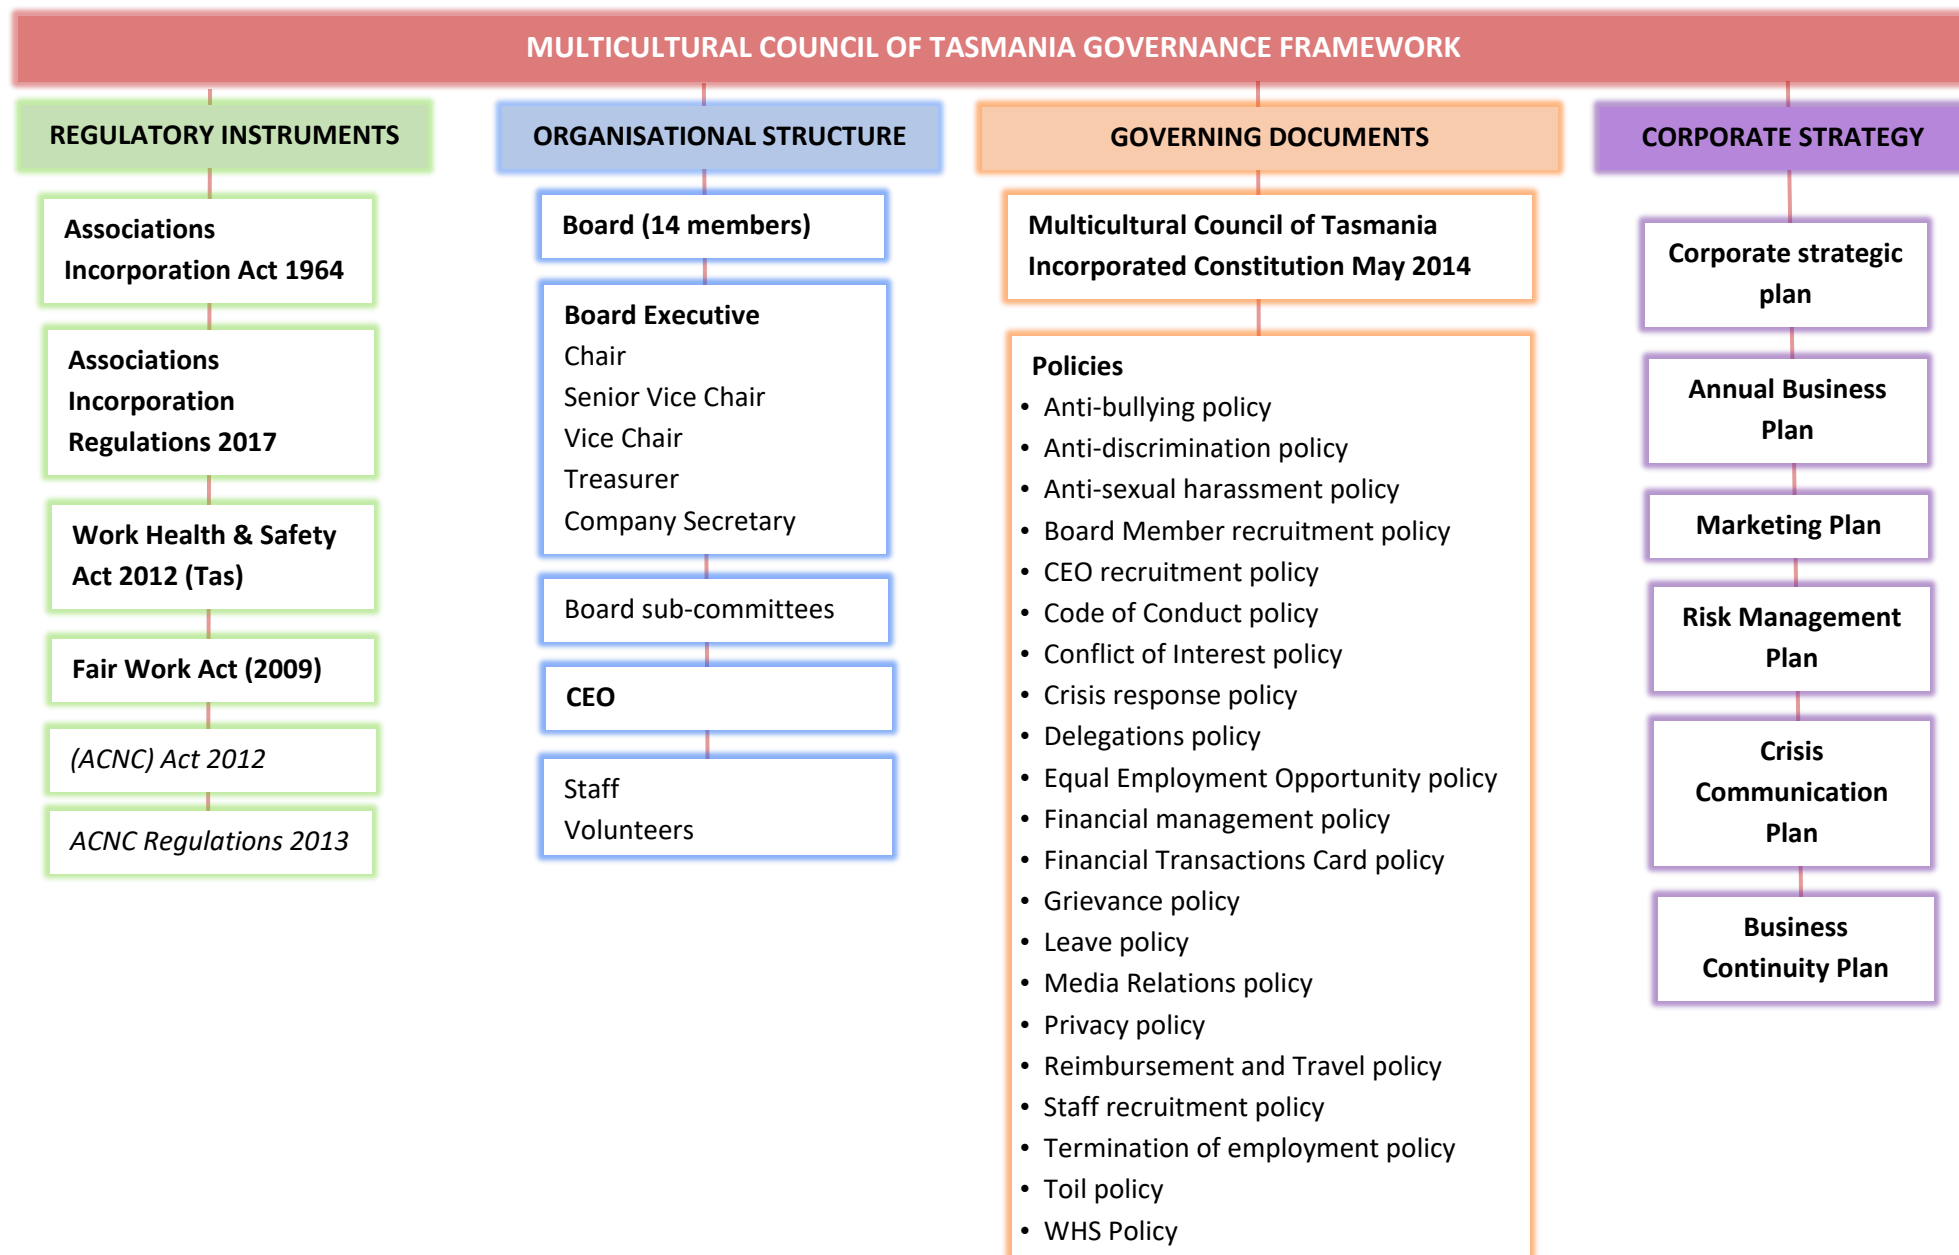 MULTICULTURAL COUNCIL OF TASMANIA GOVERNANCE FRAMEWORK
REGULATORY INSTRUMENTS
Associations
Incorporation Act 1964
Associations
Incorporation
Regulations 2017
Work Health & Safety
Act 2012 (Tas)
Fair Work Act (2009)
(ACNC) Act 2012
ACNC Regulations 2013
ORGANISATIONAL STRUCTURE
Board (14 members)
Board Executive
Chair
Senior Vice Chair
Vice Chair
Treasurer
Company Secretary
Board sub-committees
CEO
Staff
Volunteers
GOVERNING DOCUMENTS
Multicultural Council of Tasmania
Incorporated Constitution May 2014
Policies
• Anti-bullying policy
• Anti-discrimination policy
• Anti-sexual harassment policy
• Board Member recruitment policy
• CEO recruitment policy
• Code of Conduct policy
• Conflict of Interest policy
• Crisis response policy
• Delegations policy
• Equal Employment Opportunity policy
• Financial management policy
• Financial Transactions Card policy
• Grievance policy
• Leave policy
• Media Relations policy
• Privacy policy
• Reimbursement and Travel policy
• Staff recruitment policy
• Termination of employment policy
• Toil policy
• WHS Policy
CORPORATE STRATEGY
Corporate strategic
plan
Annual Business
Plan
Marketing Plan
Risk Management
Plan
Crisis
Communication
Plan
Business
Continuity Plan